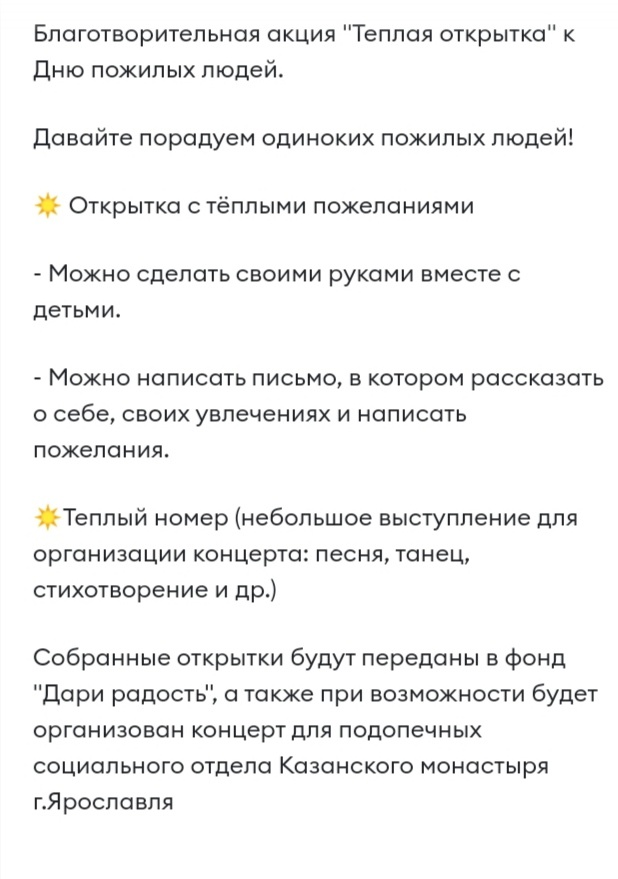 Благотворительная акция "Теплая открытка" к
Дню пожилых людей.
Давайте порадуем одиноких пожилых людей!
☀️ Открытка с тёплыми пожеланиями
- Можно сделать своими руками вместе с
детьми.
- Можно написать письмо, в котором рассказать
о себе, своих увлечениях и написать
пожелания.
☀️Теплый номер (небольшое выступление для
организации концерта: песня, танец,
стихотворение и др.)
Собранные открытки будут переданы в фонд
"Дари радость", а также при возможности будет
организован концерт для подопечных
социального отдела Казанского монастыря
г.Ярославля